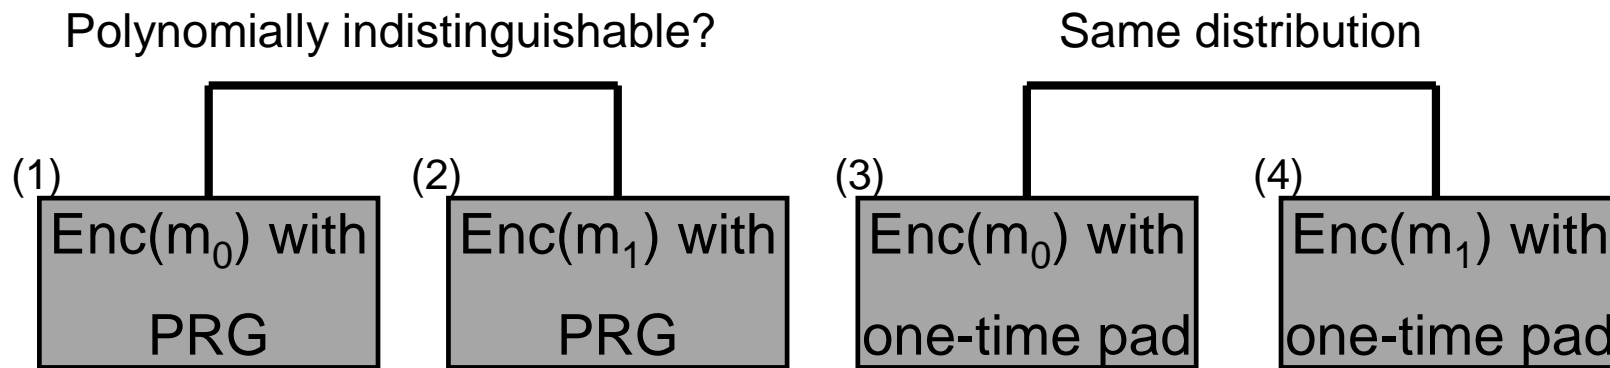 Polynomially indistinguishable?
Same distribution
(1)
(2)
(3)
(4)
Enc(m₀) with
PRG
Enc(m₁) with
PRG
Enc(m₀) with
one-time pad
Enc(m₁) with
one-time pad